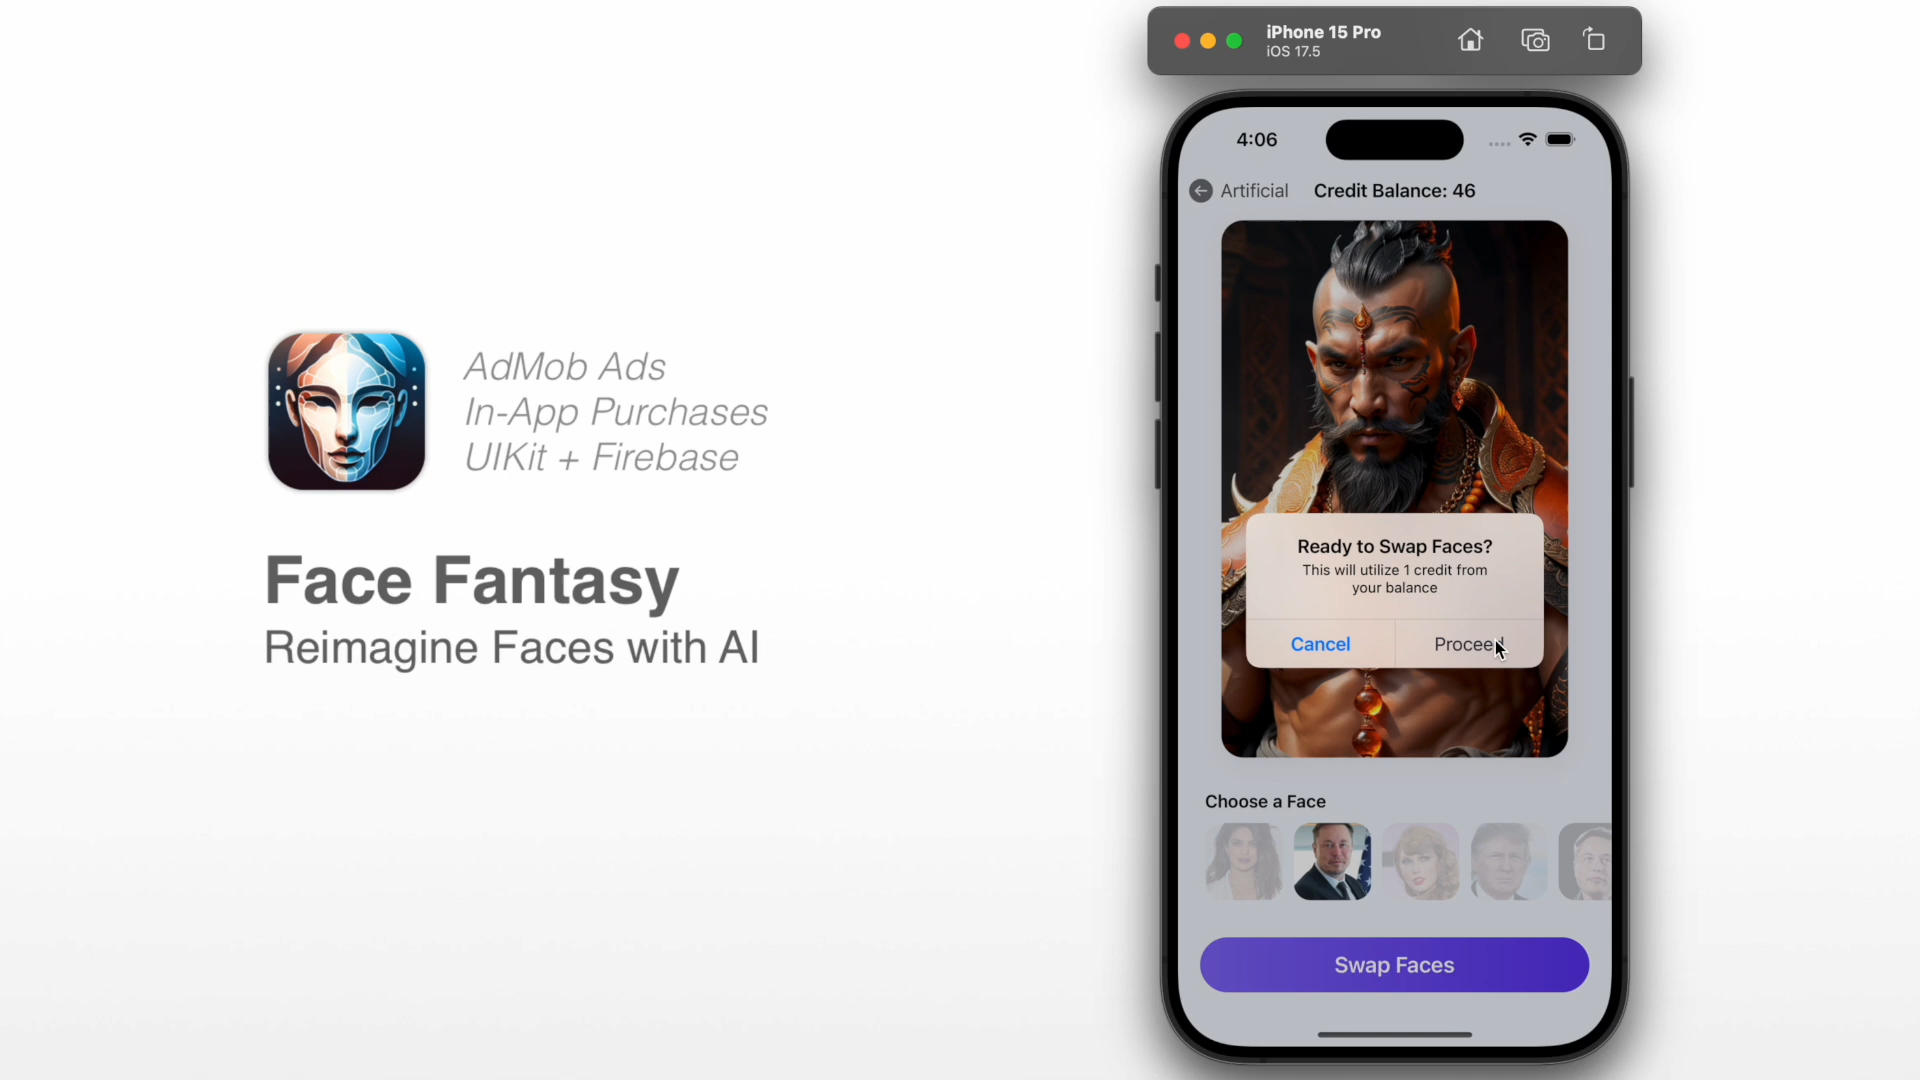 AdMob Ads
In-App Purchases
UIKit + Firebase
Face Fantasy
Reimagine Faces with AI
iPhone 15 Pro
iOS 17.5
4:06
Artificial
Credit Balance: 46
Ready to Swap Faces?
This will utilize 1 credit from
your balance
Cancel
Proceed
Choose a Face
Swap Faces